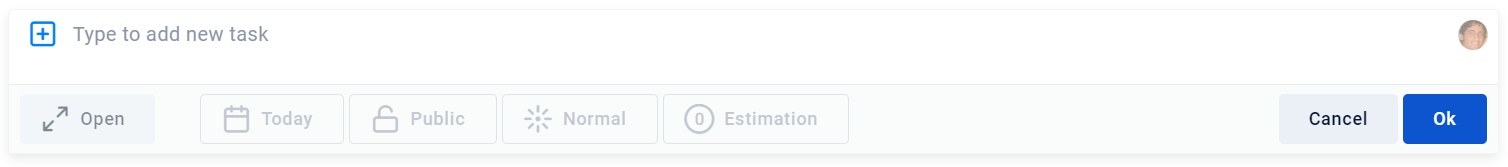 Type to add new task
Open Today Public Normal 0 Estimation Cancel Ok